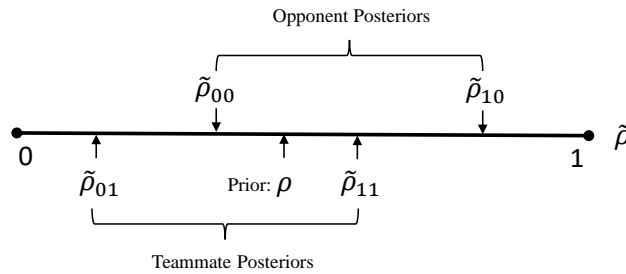 Opponent Posteriors
ρ̃₀₀ ρ̃₁₀
0 1 ρ̃
ρ̃₀₁ Prior: ρ ρ̃₁₁
Teammate Posteriors